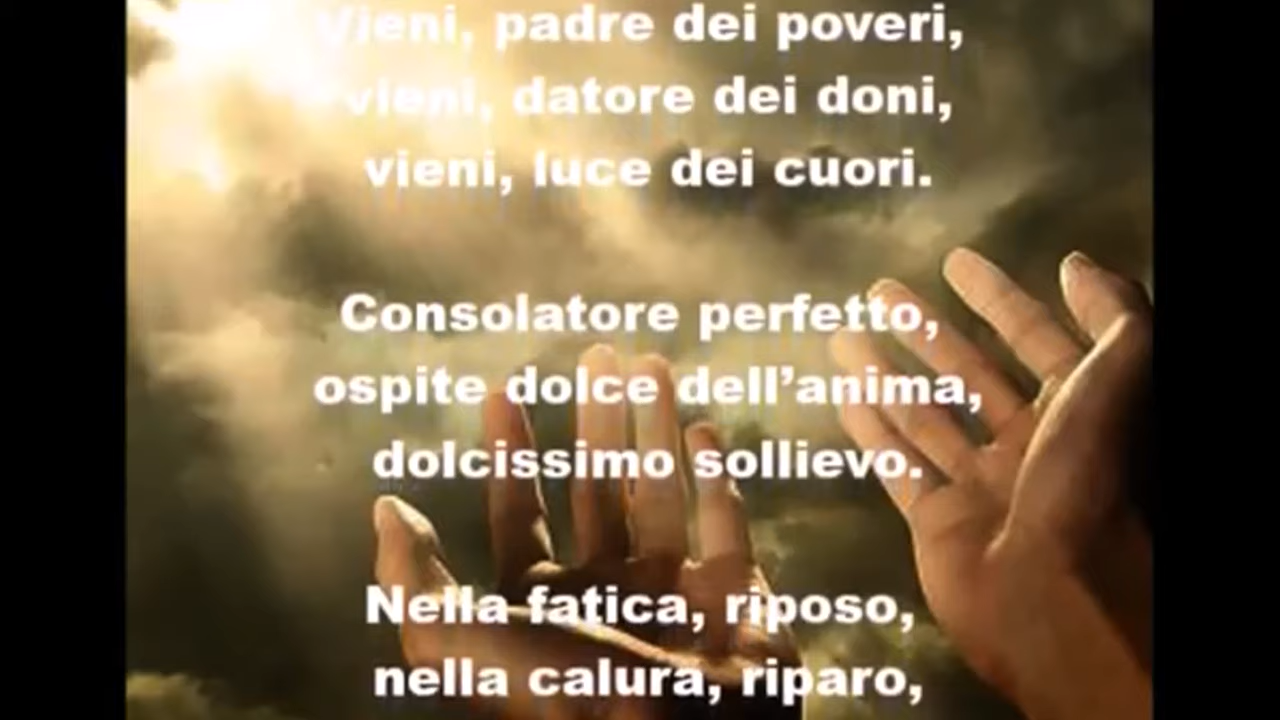 Vieni, padre dei poveri,
vieni, datore dei doni,
vieni, luce dei cuori.
Consolatore perfetto,
ospite dolce dell’anima,
dolcissimo sollievo.
Nella fatica, riposo,
nella calura, riparo,